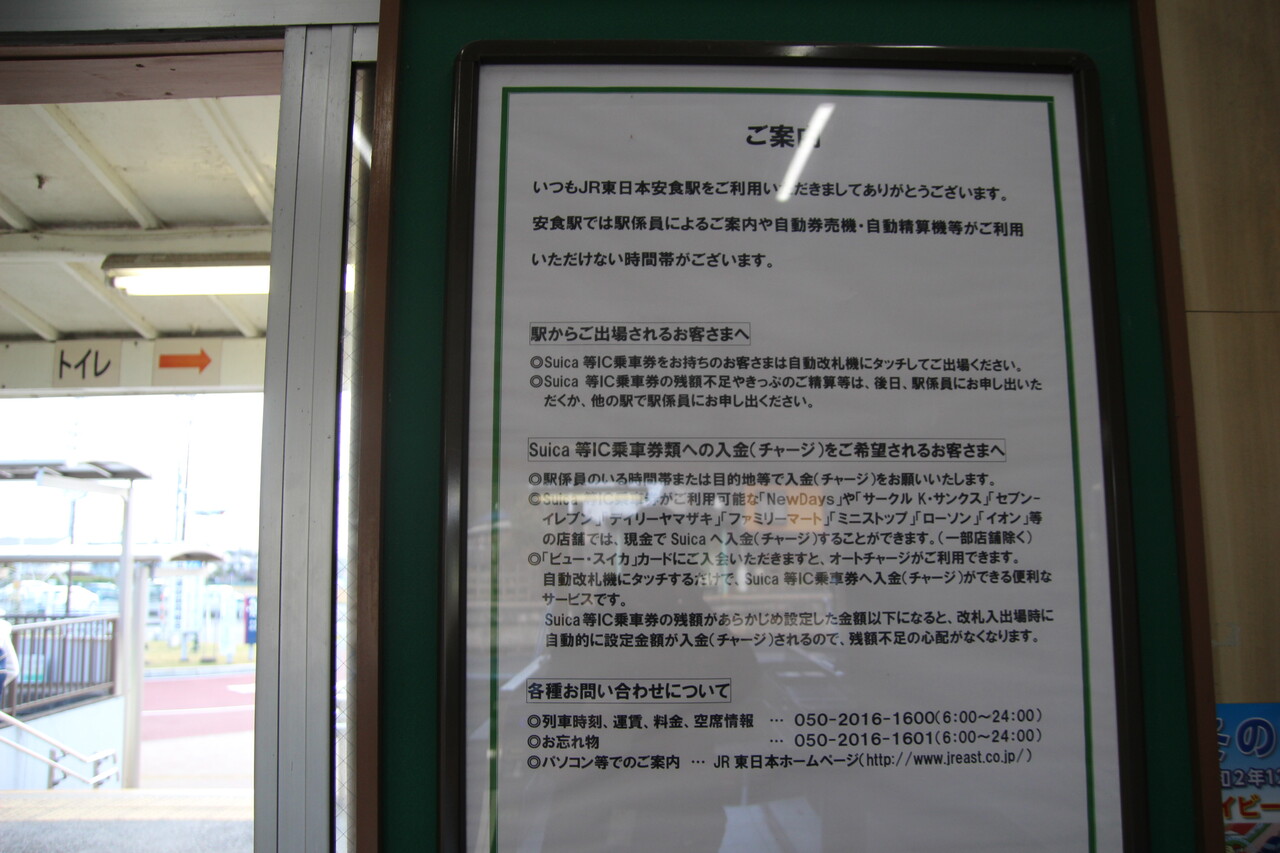 ご案内
いつもJR東日本安食駅をご利用いただきましてありがとうございます。
安食駅では駅係員によるご案内や自動券売機・自動精算機等がご利用
いただけない時間帯がございます。
駅からご出場されるお客さまへ
◎Suica 等IC乗車券をお持ちのお客さまは自動改札機にタッチしてご出場ください。
◎Suica 等IC乗車券の残額不足やきっぷのご精算等は、後日、駅係員にお申し出いた
だくか、他の駅で駅係員にお申し出ください。
Suica 等IC乗車券類への入金(チャージ)をご希望されるお客さまへ
◎駅係員のいる時間帯または目的地等で入金(チャージ)をお願いいたします。
◎Suica がご利用可能な「NewDays」や「サークル K・サンクス」「セブン-
イレブン」「デイリーヤマザキ」「ファミリーマート」「ミニストップ」「ローソン」「イオン」等
の店舗では、現金で Suica へ入金(チャージ)することができます。(一部店舗除く)
◎「ビュー・スイカ」カードにご入会いただきますと、オートチャージがご利用できます。
自動改札機にタッチするだけで、Suica 等IC乗車券へ入金(チャージ)ができる便利な
サービスです。
Suica等IC乗車券の残額があらかじめ設定した金額以下になると、改札入出場時に
自動的に設定金額が入金(チャージ)されるので、残額不足の心配がなくなります。
各種お問い合わせについて
◎列車時刻、運賃、料金、空席情報 … 050-2016-1600(6:00~24:00)
◎お忘れ物 … 050-2016-1601(6:00~24:00)
◎パソコン等でのご案内 … JR 東日本ホームページ(http://www.jreast.co.jp/)
トイレ
冬の
和2年1
イビー